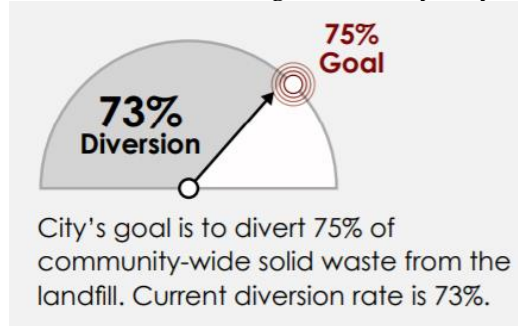 75%
Goal
73%
Diversion
City's goal is to divert 75% of
community-wide solid waste from the
landfill. Current diversion rate is 73%.